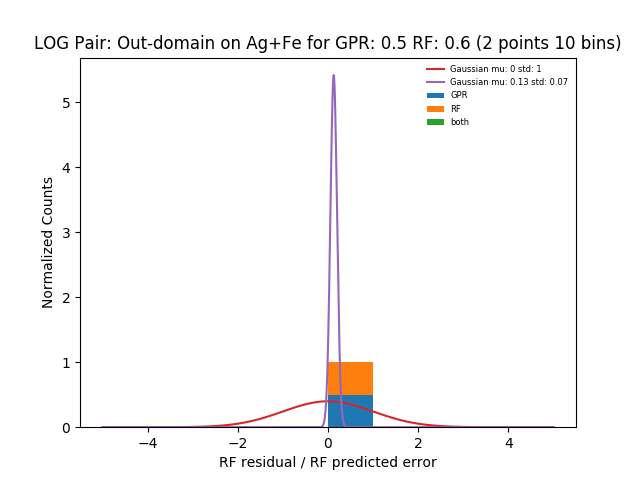 LOG Pair: Out-domain on Ag+Fe for GPR: 0.5 RF: 0.6 (2 points 10 bins)
Gaussian mu: 0 std: 1
Gaussian mu: 0.13 std: 0.07
GPR
RF
both
Normalized Counts
5
4
3
2
1
0
−4
−2
0
2
4
RF residual / RF predicted error